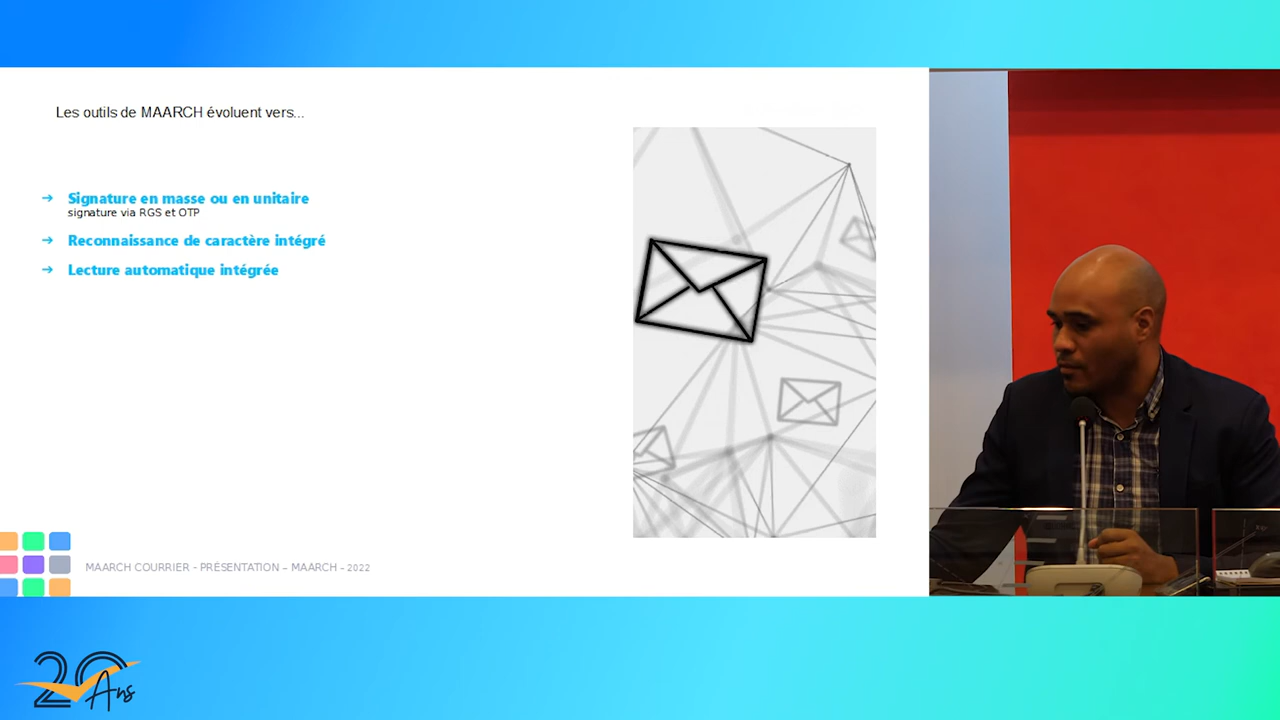 Les outils de MAARCH évoluent vers...
➔ Signature en masse ou en unitaire
signature via RGS et OTP
➔ Reconnaissance de caractère intégré
➔ Lecture automatique intégrée
MAARCH COURRIER - PRÉSENTATION – MAARCH - 2022
20
Ans